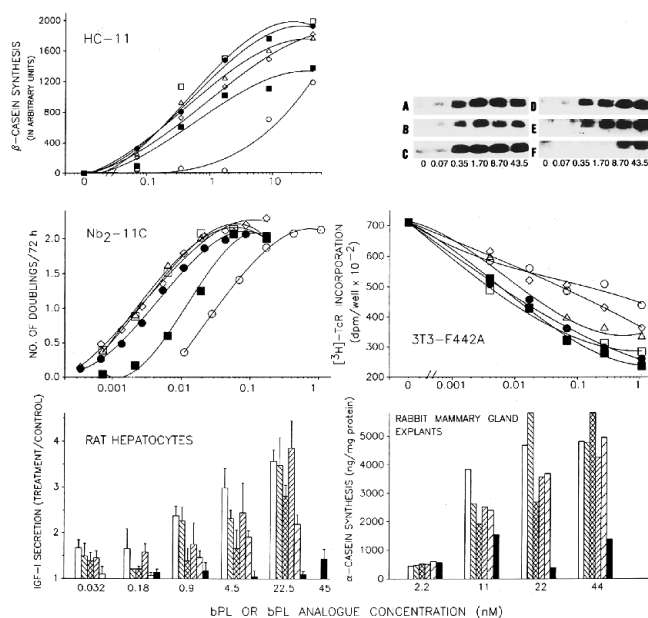 HC-11
β-CASEIN SYNTHESIS
(IN ARBITRARY UNITS)
2000
1600
1200
800
400
0
0
0.1
1
10
A
B
C
D
E
F
0 0.07 0.35 1.70 8.70 43.5
0 0.07 0.35 1.70 8.70 43.5
Nb2-11C
NO. OF DOUBLINGS/72 h
2.0
1.5
1.0
0.5
0.0
0.001
0.01
0.1
1
3T3-F442A
[³H]-TdR INCORPORATION
(dpm/well x 10⁻²)
700
600
500
400
300
200
0
0.001
0.01
0.1
1
RAT HEPATOCYTES
IGF-I SECRETION (TREATMENT/CONTROL)
4
3
2
1
0.032 0.18 0.9 4.5 22.5 45
RABBIT MAMMARY GLAND
EXPLANTS
α-CASEIN SYNTHESIS (ng/mg protein)
5000
4000
3000
2000
1000
0
2.2 11 22 44
bPL OR bPL ANALOGUE CONCENTRATION (nM)